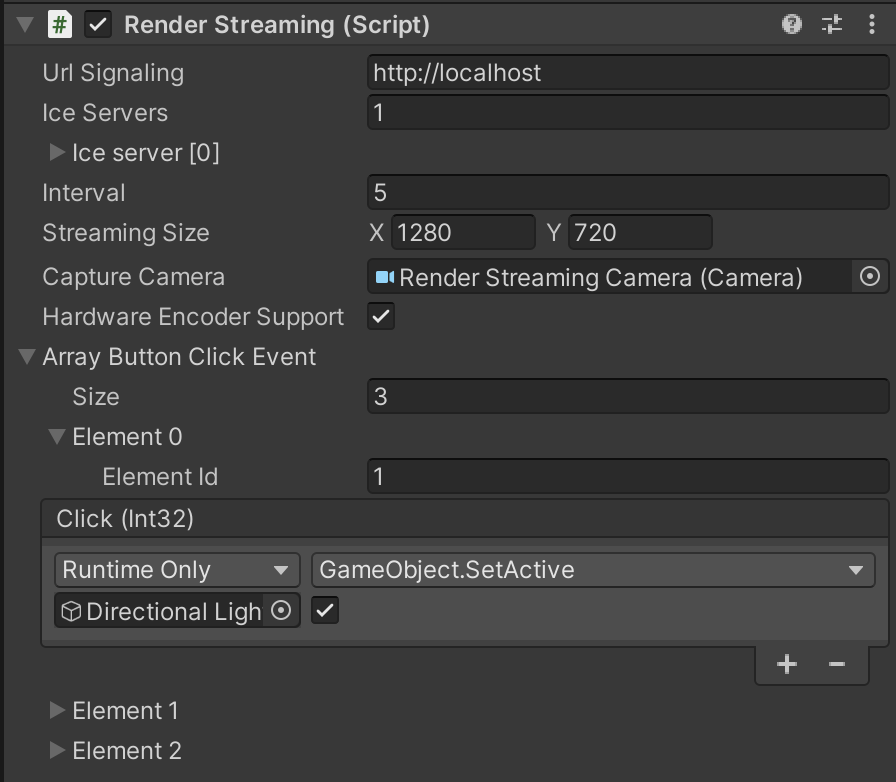 # Render Streaming (Script)
Url Signaling http://localhost
Ice Servers 1
Ice server [0]
Interval 5
Streaming Size X 1280 Y 720
Capture Camera Render Streaming Camera (Camera)
Hardware Encoder Support
Array Button Click Event
Size 3
Element 0
Element Id 1
Click (Int32)
Runtime Only GameObject.SetActive
Directional Ligh
Element 1
Element 2